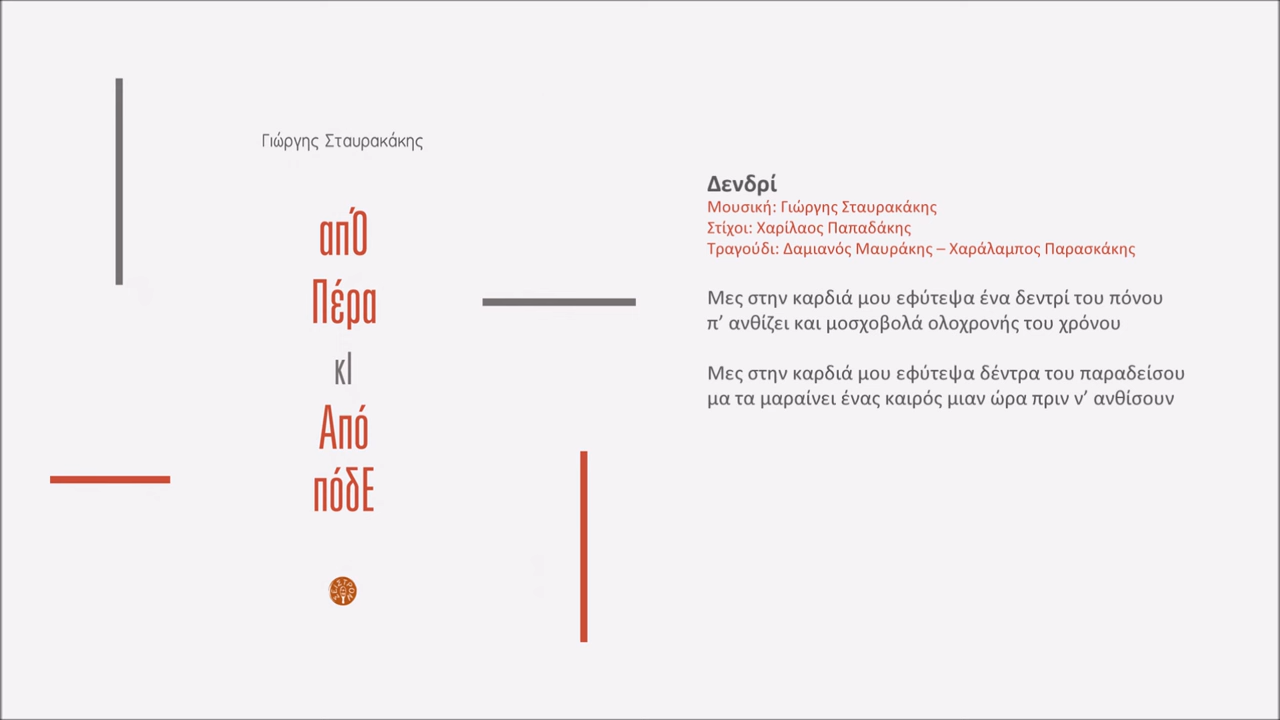 Γιώργης Σταυρακάκης
απΌ
Πέρα
κΙ
Από
πόδΕ
Δενδρί
Μουσική: Γιώργης Σταυρακάκης
Στίχοι: Χαρίλαος Παπαδάκης
Τραγούδι: Δαμιανός Μαυράκης – Χαράλαμπος Παρασκάκης
Μες στην καρδιά μου εφύτεψα ένα δεντρί του πόνου
π’ ανθίζει και μοσχοβολά ολοχρονής του χρόνου
Μες στην καρδιά μου εφύτεψα δέντρα του παραδείσου
μα τα μαραίνει ένας καιρός μιαν ώρα πριν ν’ ανθίσουν